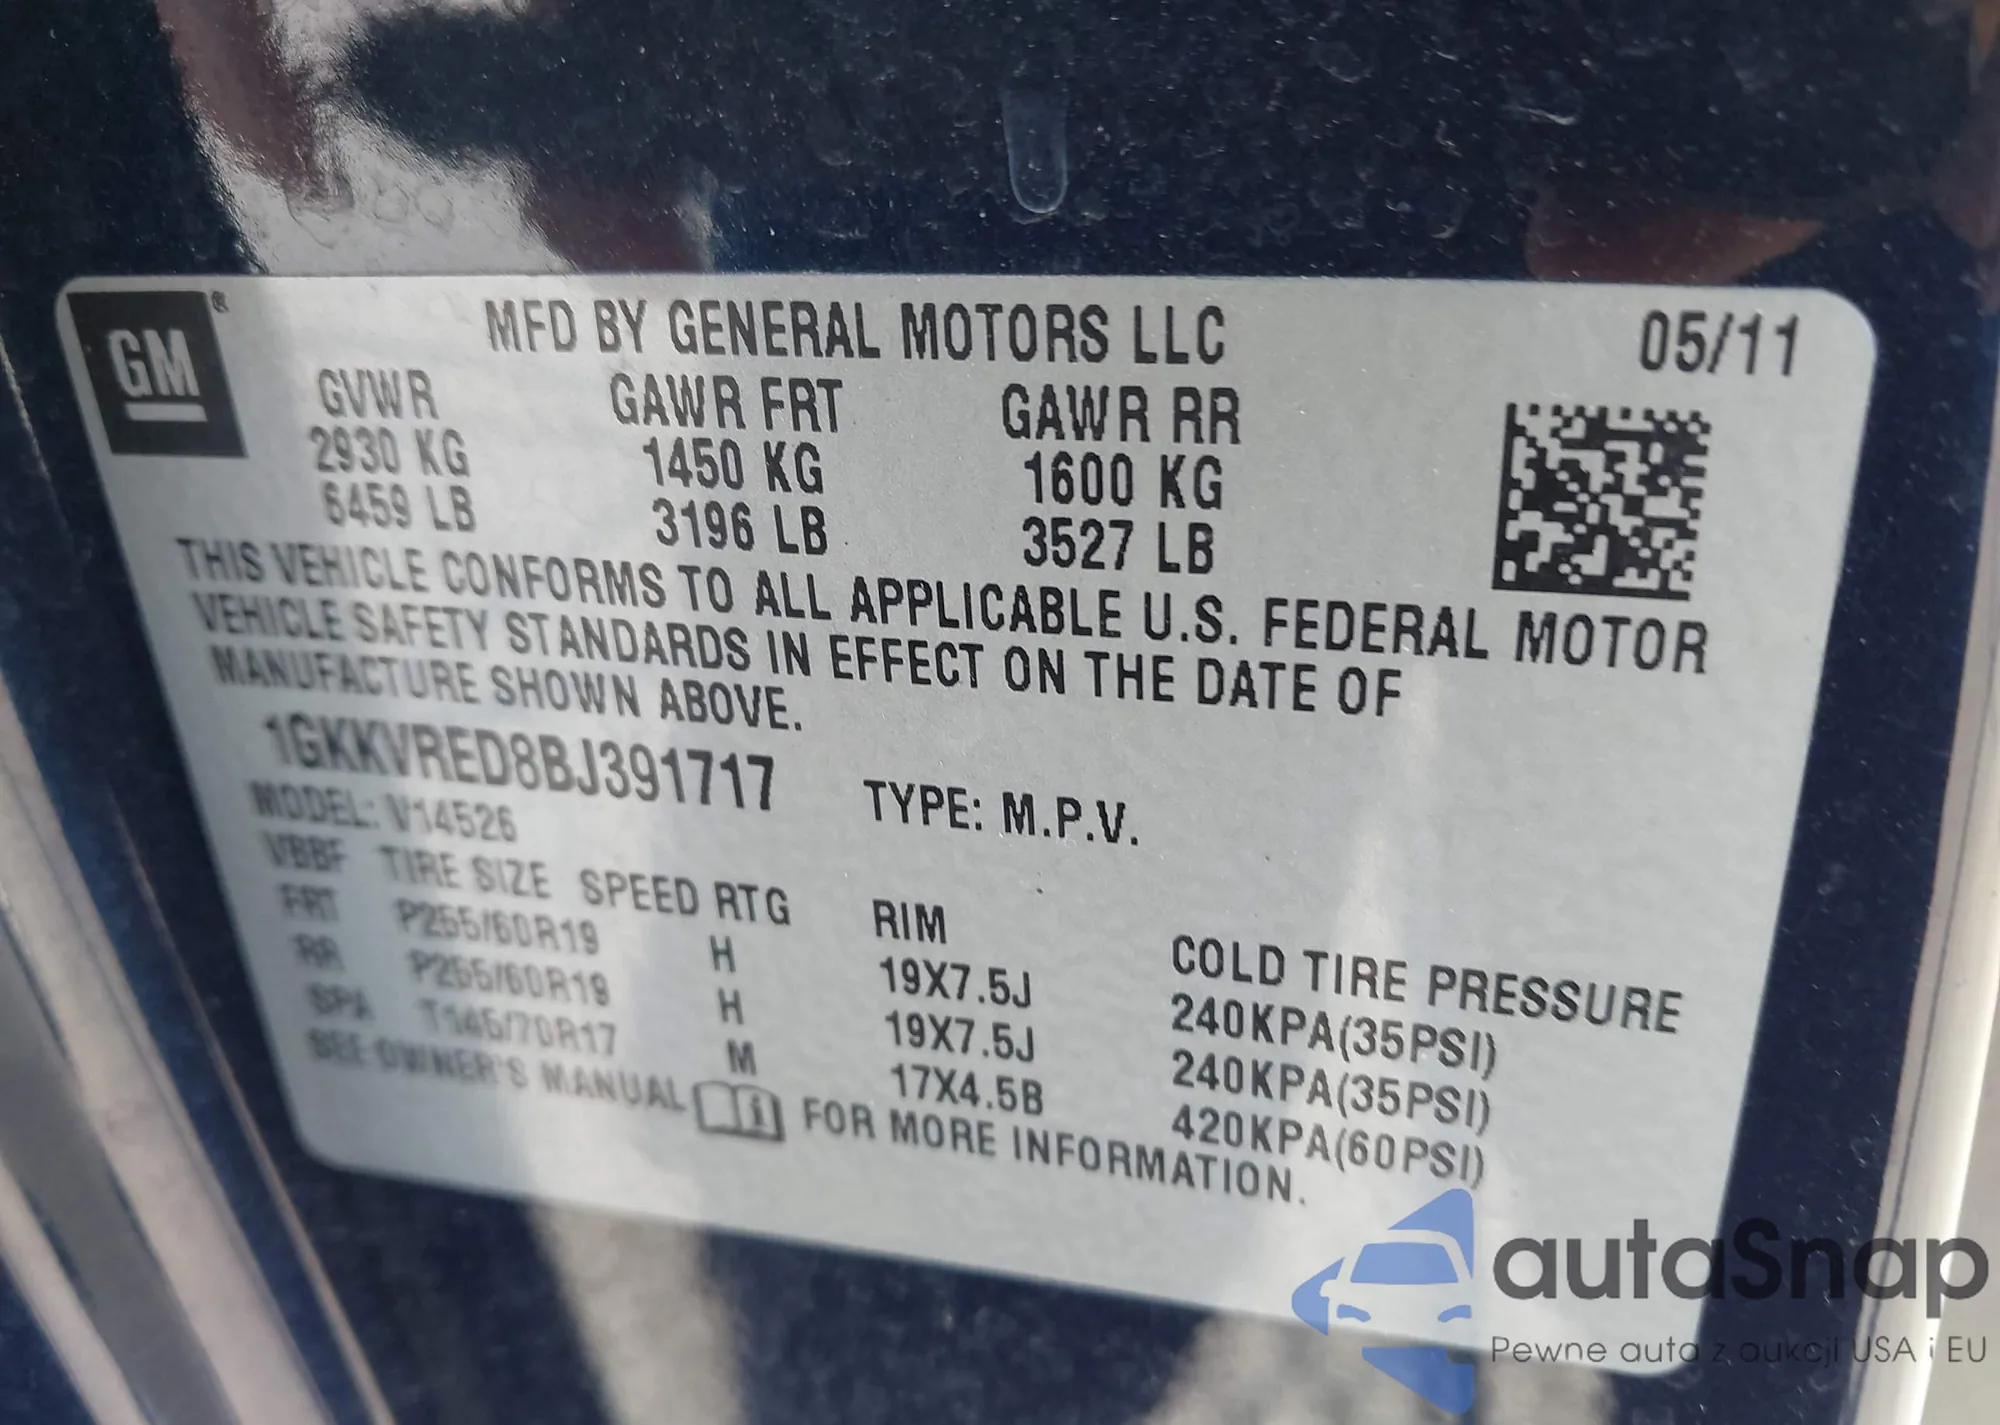 GM® MFD BY GENERAL MOTORS LLC 05/11
GVWR GAWR FRT GAWR RR
2930 KG 1450 KG 1600 KG
6459 LB 3196 LB 3527 LB
THIS VEHICLE CONFORMS TO ALL APPLICABLE U.S. FEDERAL MOTOR
VEHICLE SAFETY STANDARDS IN EFFECT ON THE DATE OF
MANUFACTURE SHOWN ABOVE.
1GKKVRED8BJ391717 TYPE: M.P.V.
MODEL: V14526
VBBF TIRE SIZE SPEED RTG RIM COLD TIRE PRESSURE
FRT P255/60R19 H 19X7.5J 240KPA(35PSI)
RR P255/60R19 H 19X7.5J 240KPA(35PSI)
SPA T145/70R17 M 17X4.5B 420KPA(60PSI)
SEE OWNER'S MANUAL FOR MORE INFORMATION.
autaSnap
Pewne auta z aukcji USA i EU